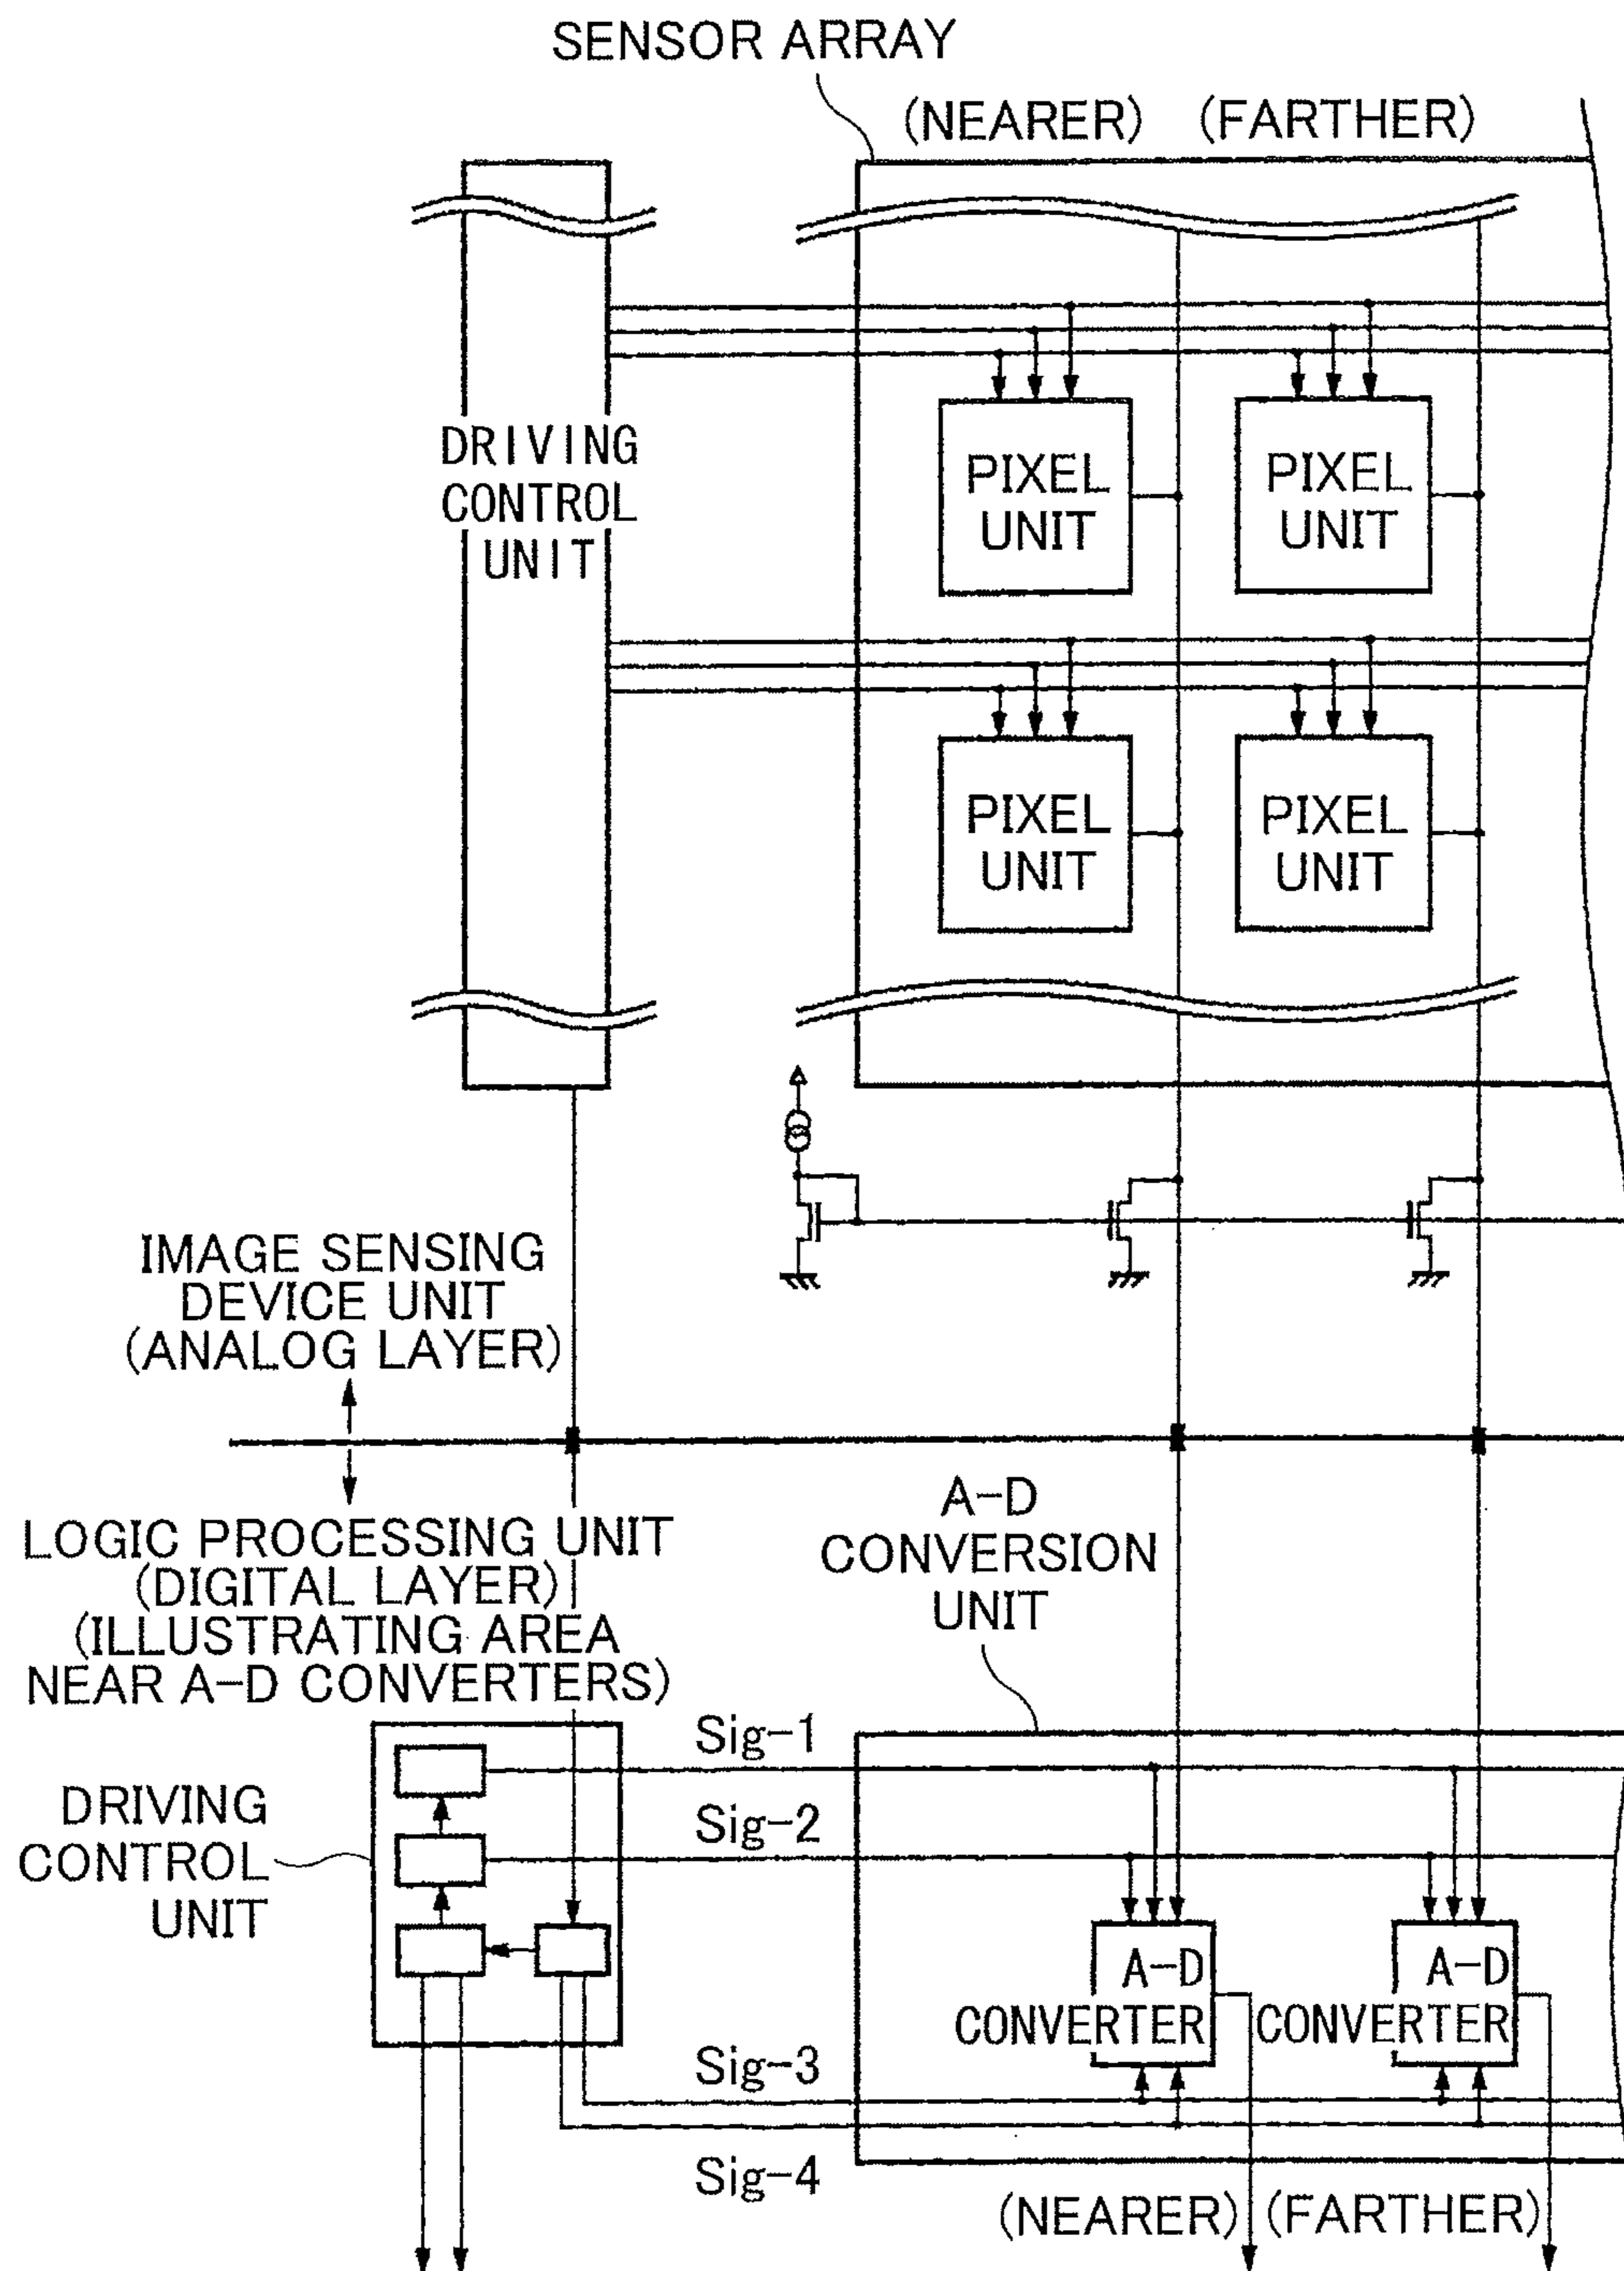 SENSOR ARRAY
(NEARER) (FARTHER)
DRIVING
CONTROL
UNIT
PIXEL
UNIT
PIXEL
UNIT
PIXEL
UNIT
PIXEL
UNIT
IMAGE SENSING
DEVICE UNIT
(ANALOG LAYER)
LOGIC PROCESSING UNIT
(DIGITAL LAYER)
(ILLUSTRATING AREA
NEAR A-D CONVERTERS)
A-D
CONVERSION
UNIT
DRIVING
CONTROL
UNIT
Sig-1
Sig-2
A-D
CONVERTER
A-D
CONVERTER
Sig-3
Sig-4
(NEARER) (FARTHER)